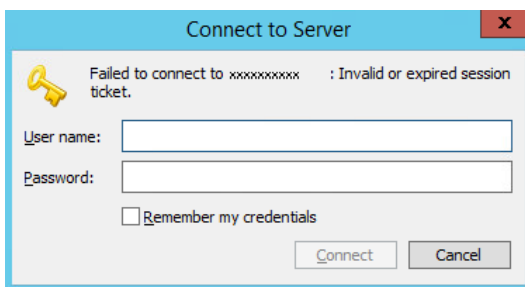 Connect to Server
x
Failed to connect to xxxxxxxxxx : Invalid or expired session
ticket.
User name:
Password:
Remember my credentials
Connect Cancel